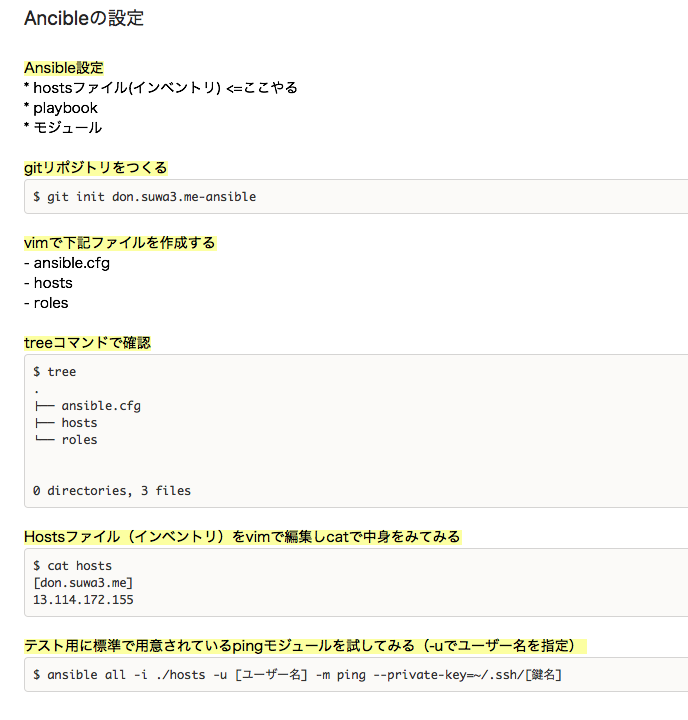 Ancibleの設定
Ansible設定
* hostsファイル(インベントリ) <=ここやる
* playbook
* モジュール
gitリポジトリをつくる
$ git init don.suwa3.me-ansible
vimで下記ファイルを作成する
- ansible.cfg
- hosts
- roles
treeコマンドで確認
$ tree
.
├── ansible.cfg
├── hosts
└── roles
0 directories, 3 files
Hostsファイル（インベントリ）をvimで編集しcatで中身をみてみる
$ cat hosts
[don.suwa3.me]
13.114.172.155
テスト用に標準で用意されているpingモジュールを試してみる（-uでユーザー名を指定）
$ ansible all -i ./hosts -u [ユーザー名] -m ping --private-key=~/.ssh/[鍵名]